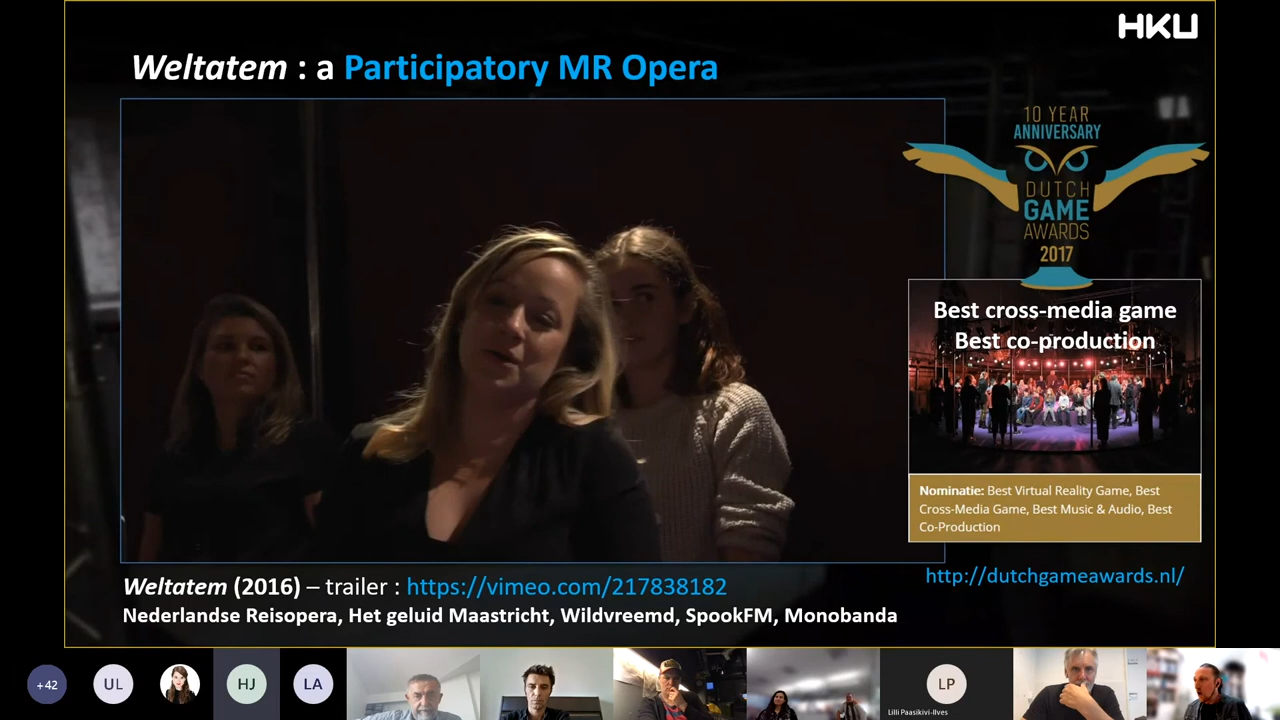 HKU
Weltatem : a Participatory MR Opera
10 YEAR
ANNIVERSARY
DUTCH
GAME
AWARDS
2017
Best cross-media game
Best co-production
Nominatie: Best Virtual Reality Game, Best
Cross-Media Game, Best Music & Audio, Best
Co-Production
http://dutchgameawards.nl/
Weltatem (2016) – trailer : https://vimeo.com/217838182
Nederlandse Reisopera, Het geluid Maastricht, Wildvreemd, SpookFM, Monobanda
+42
UL
HJ
LA
LP
Lilli Paasikivi-Ilves